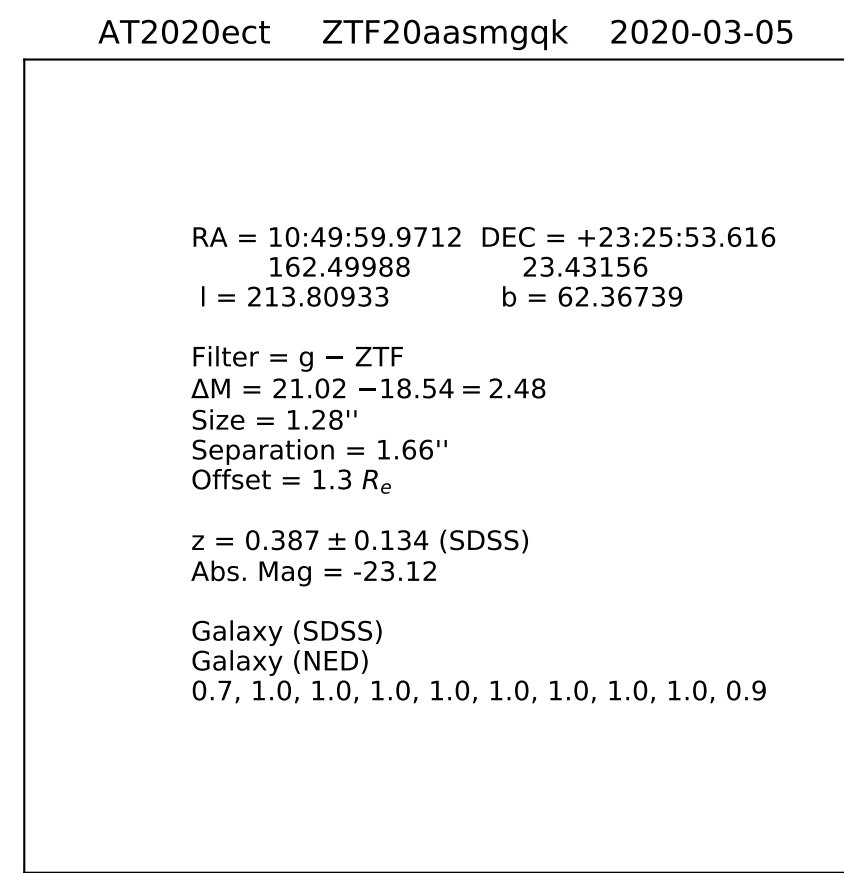 AT2020ect ZTF20aasmgqk 2020-03-05
RA = 10:49:59.9712 DEC = +23:25:53.616
162.49988 23.43156
l = 213.80933 b = 62.36739
Filter = g − ZTF
ΔM = 21.02 −18.54 = 2.48
Size = 1.28''
Separation = 1.66''
Offset = 1.3 Re
z = 0.387 ± 0.134 (SDSS)
Abs. Mag = -23.12
Galaxy (SDSS)
Galaxy (NED)
0.7, 1.0, 1.0, 1.0, 1.0, 1.0, 1.0, 1.0, 1.0, 0.9